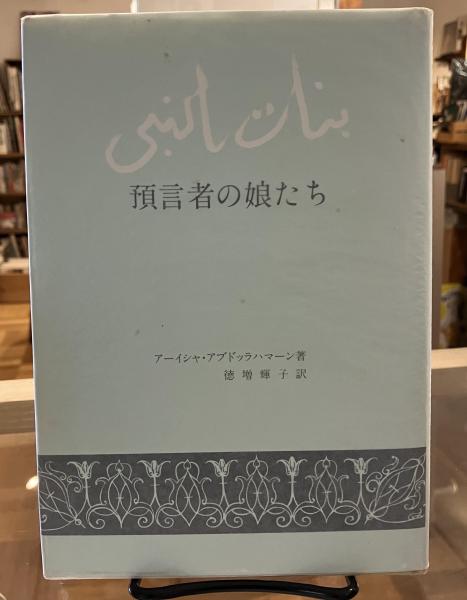 بنات النبي
預言者の娘たち
アーイシャ・アブドッラハマーン著
徳増輝子訳